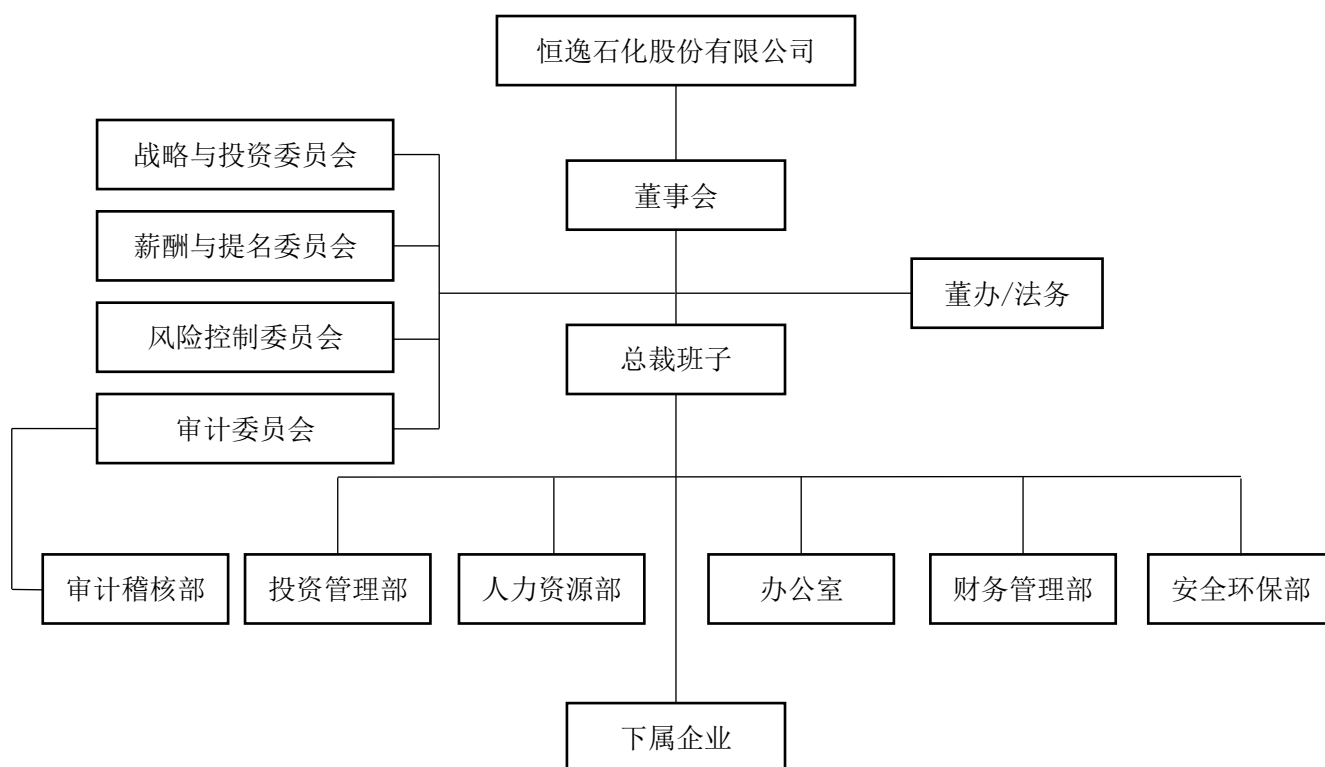 恒逸石化股份有限公司
战略与投资委员会
董事会
薪酬与提名委员会
董办/法务
风险控制委员会
总裁班子
审计委员会
审计稽核部
投资管理部
人力资源部
办公室
财务管理部
安全环保部
下属企业